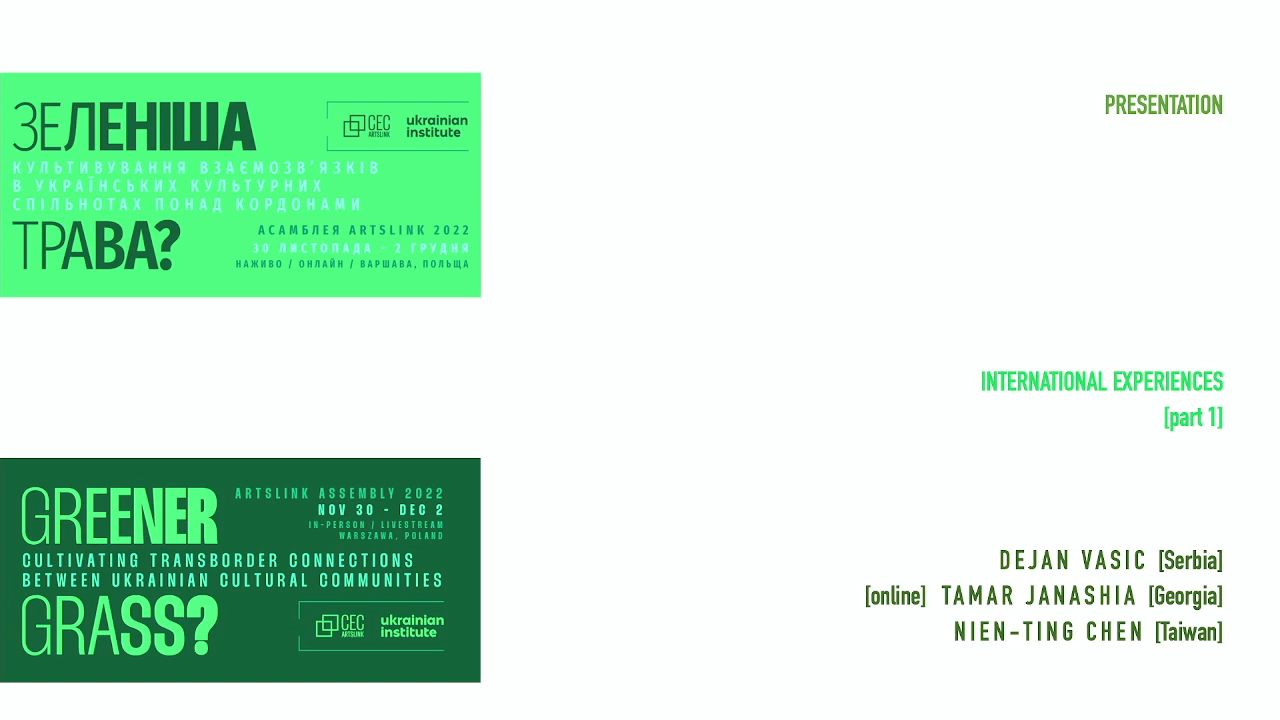 ЗЕЛЕНІША
CEC
ARTSLINK
ukrainian
institute
КУЛЬТИВУВАННЯ ВЗАЄМОЗВ'ЯЗКІВ
В УКРАЇНСЬКИХ КУЛЬТУРНИХ
СПІЛЬНОТАХ ПОНАД КОРДОНАМИ
ТРАВА?
АСАМБЛЕЯ ARTSLINK 2022
30 ЛИСТОПАДА - 2 ГРУДНЯ
НАЖИВО / ОНЛАЙН / ВАРШАВА, ПОЛЬЩА
GREENER
ARTSLINK ASSEMBLY 2022
NOV 30 - DEC 2
IN-PERSON / LIVESTREAM
WARSZAWA, POLAND
CULTIVATING TRANSBORDER CONNECTIONS
BETWEEN UKRAINIAN CULTURAL COMMUNITIES
GRASS?
CEC
ARTSLINK
ukrainian
institute
PRESENTATION
INTERNATIONAL EXPERIENCES
[part 1]
DEJAN VASIC [Serbia]
[online] TAMAR JANASHIA [Georgia]
NIEN-TING CHEN [Taiwan]